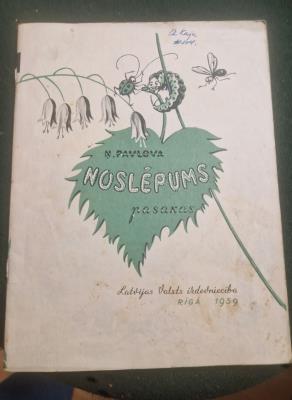 Ņ. PAVLOVA
NOSLĒPUMS
pasakas
Latvijas Valsts izdevniecība
RĪGĀ 1959